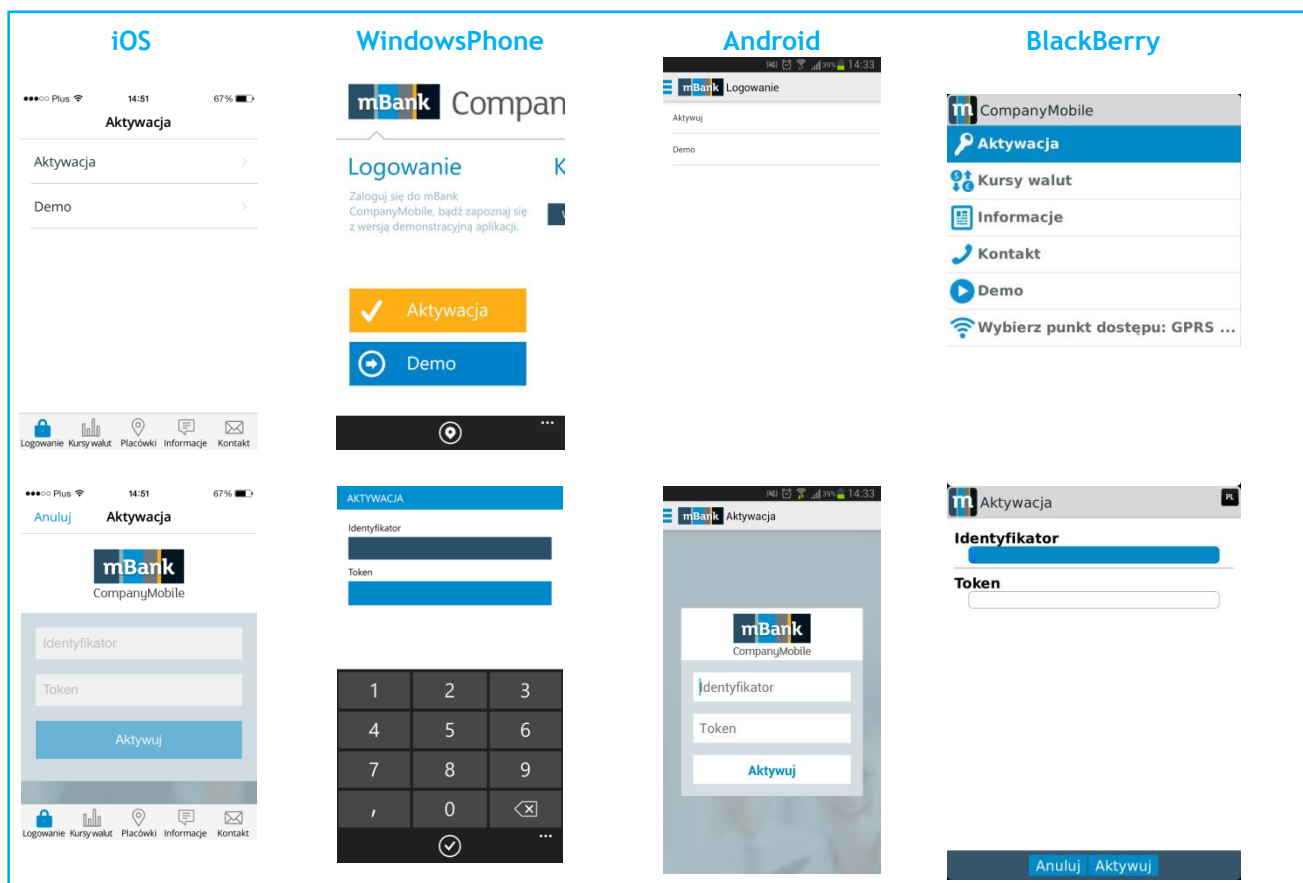 iOS
WindowsPhone
Android
BlackBerry
Plus
14:51
67%
Aktywacja
Aktywacja
Demo
Logowanie
Kursy walut
Placówki
Informacje
Kontakt
mBank Compan
Logowanie
K
Zaloguj się do mBank
CompanyMobile, bądź zapoznaj się
z wersją demonstracyjną aplikacji.
Aktywacja
Demo
39% 14:33
mBank Logowanie
Aktywuj
Demo
m CompanyMobile
Aktywacja
Kursy walut
Informacje
Kontakt
Demo
Wybierz punkt dostępu: GPRS ...
Plus
14:51
67%
Anuluj
Aktywacja
mBank
CompanyMobile
Identyfikator
Token
Aktywuj
Logowanie
Kursy walut
Placówki
Informacje
Kontakt
AKTYWACJA
Identyfikator
Token
1 2 3
4 5 6
7 8 9
, 0
39% 14:33
mBank Aktywacja
mBank
CompanyMobile
Identyfikator
Token
Aktywuj
m Aktywacja
PL
Identyfikator
Token
Anuluj Aktywuj